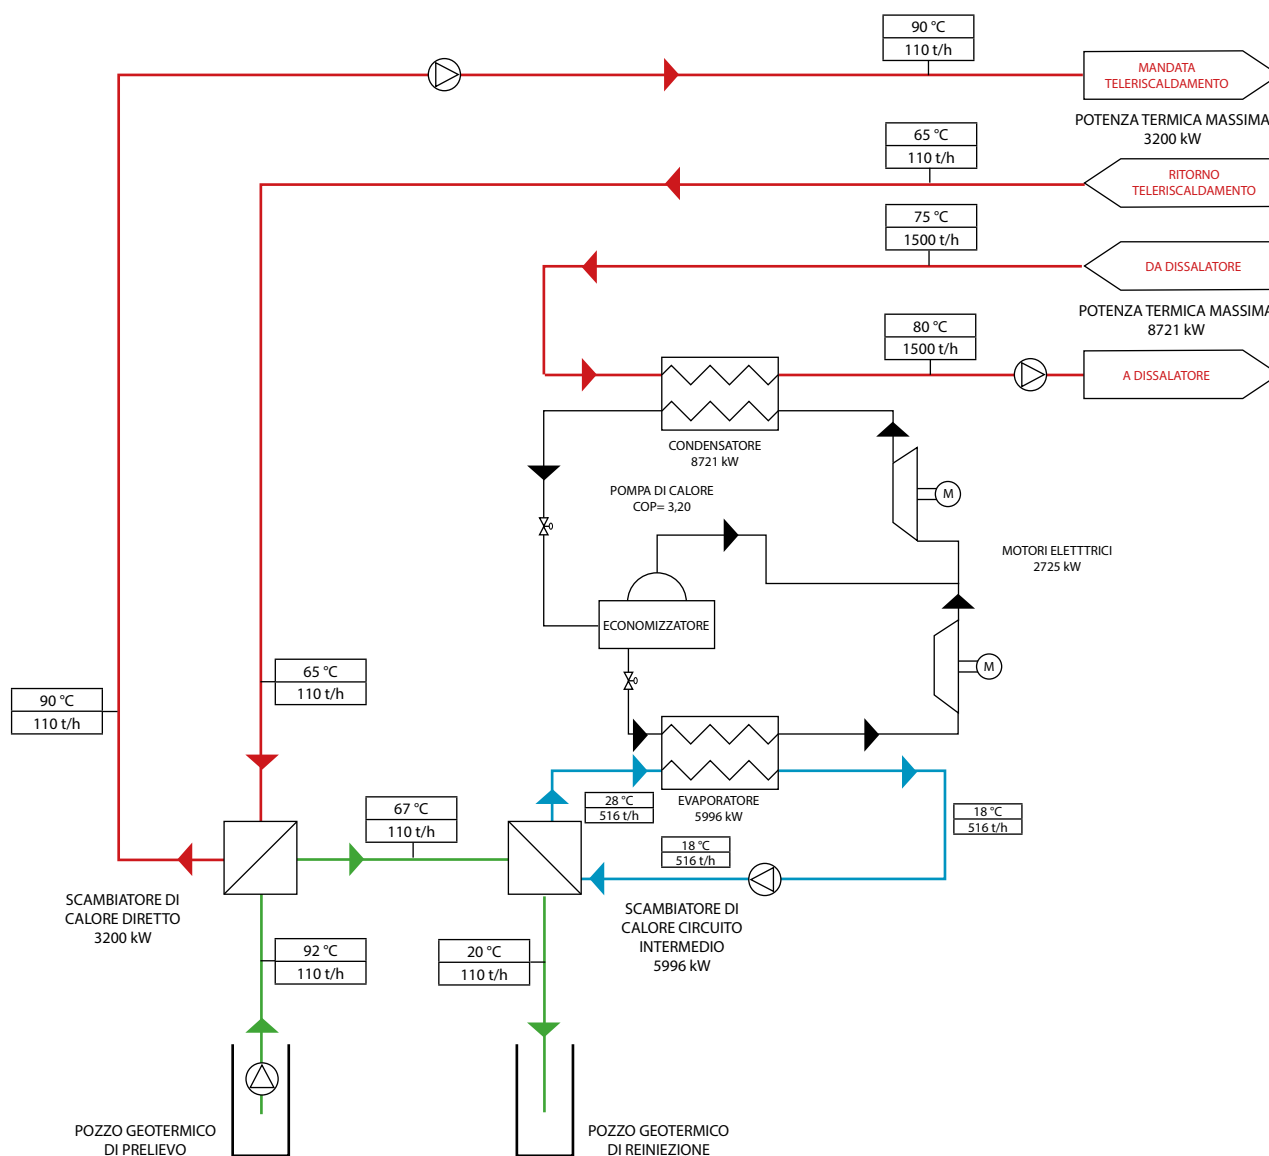 90 °C
110 t/h
MANDATA
TELERISCALDAMENTO
POTENZA TERMICA MASSIMA
3200 kW
65 °C
110 t/h
RITORNO
TELERISCALDAMENTO
75 °C
1500 t/h
DA DISSALATORE
POTENZA TERMICA MASSIMA
8721 kW
80 °C
1500 t/h
A DISSALATORE
CONDENSATORE
8721 kW
POMPA DI CALORE
COP= 3,20
M
MOTORI ELETTTRICI
2725 kW
ECONOMIZZATORE
M
65 °C
110 t/h
90 °C
110 t/h
EVAPORATORE
5996 kW
28 °C
516 t/h
67 °C
110 t/h
18 °C
516 t/h
18 °C
516 t/h
SCAMBIATORE DI
CALORE DIRETTO
3200 kW
SCAMBIATORE DI
CALORE CIRCUITO
INTERMEDIO
5996 kW
92 °C
110 t/h
20 °C
110 t/h
POZZO GEOTERMICO
DI PRELIEVO
POZZO GEOTERMICO
DI REINIEZIONE